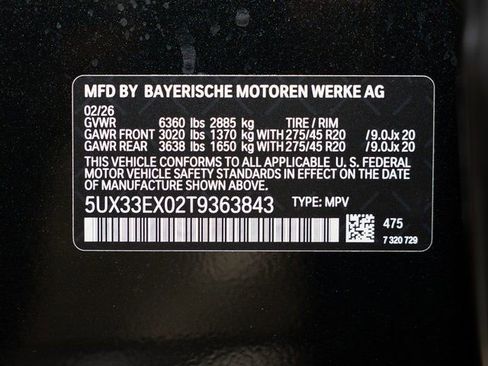 MFD BY BAYERISCHE MOTOREN WERKE AG
02/26
GVWR 6360 lbs 2885 kg TIRE / RIM
GAWR FRONT 3020 lbs 1370 kg WITH 275/45 R20 / 9.0Jx 20
GAWR REAR 3638 lbs 1650 kg WITH 275/45 R20 / 9.0Jx 20
THIS VEHICLE CONFORMS TO ALL APPLICABLE U. S. FEDERAL
MOTOR VEHICLE SAFETY STANDARDS IN EFFECT ON THE
DATE OF MANUFACTURE SHOWN ABOVE.
5UX33EX02T9363843 TYPE: MPV
475
7 320 729